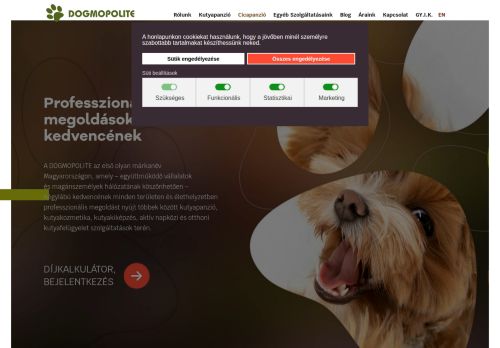 DOGMOPOLITE
Rólunk Kutyapanzió Cicapanzió Egyéb Szolgáltatásaink Blog Áraink Kapcsolat GY.I.K. EN
A honlapunkon cookiekat használunk, hogy a jövőben minél személyre
szabottabb tartalmakat készíthessünk neked.
Sütik engedélyezése Összes engedélyezése
Süti beállítások
Szükséges Funkcionális Statisztikai Marketing
Professzioná
megoldások
kedvencének
A DOGMOPOLITE az első olyan márkanév
Magyarországon, amely – együttműködő vállalatok
és magánszemélyek hálózatának köszönhetően –
négylábú kedvencének minden területen és élethelyzetben
professzionális megoldást nyújt többek között kutyapanzió,
kutyakozmetika, kutyakiképzés, aktív napközi és otthoni
kutyafelügyelet szolgáltatások terén.
DÍJKALKULÁTOR,
BEJELENTKEZÉS